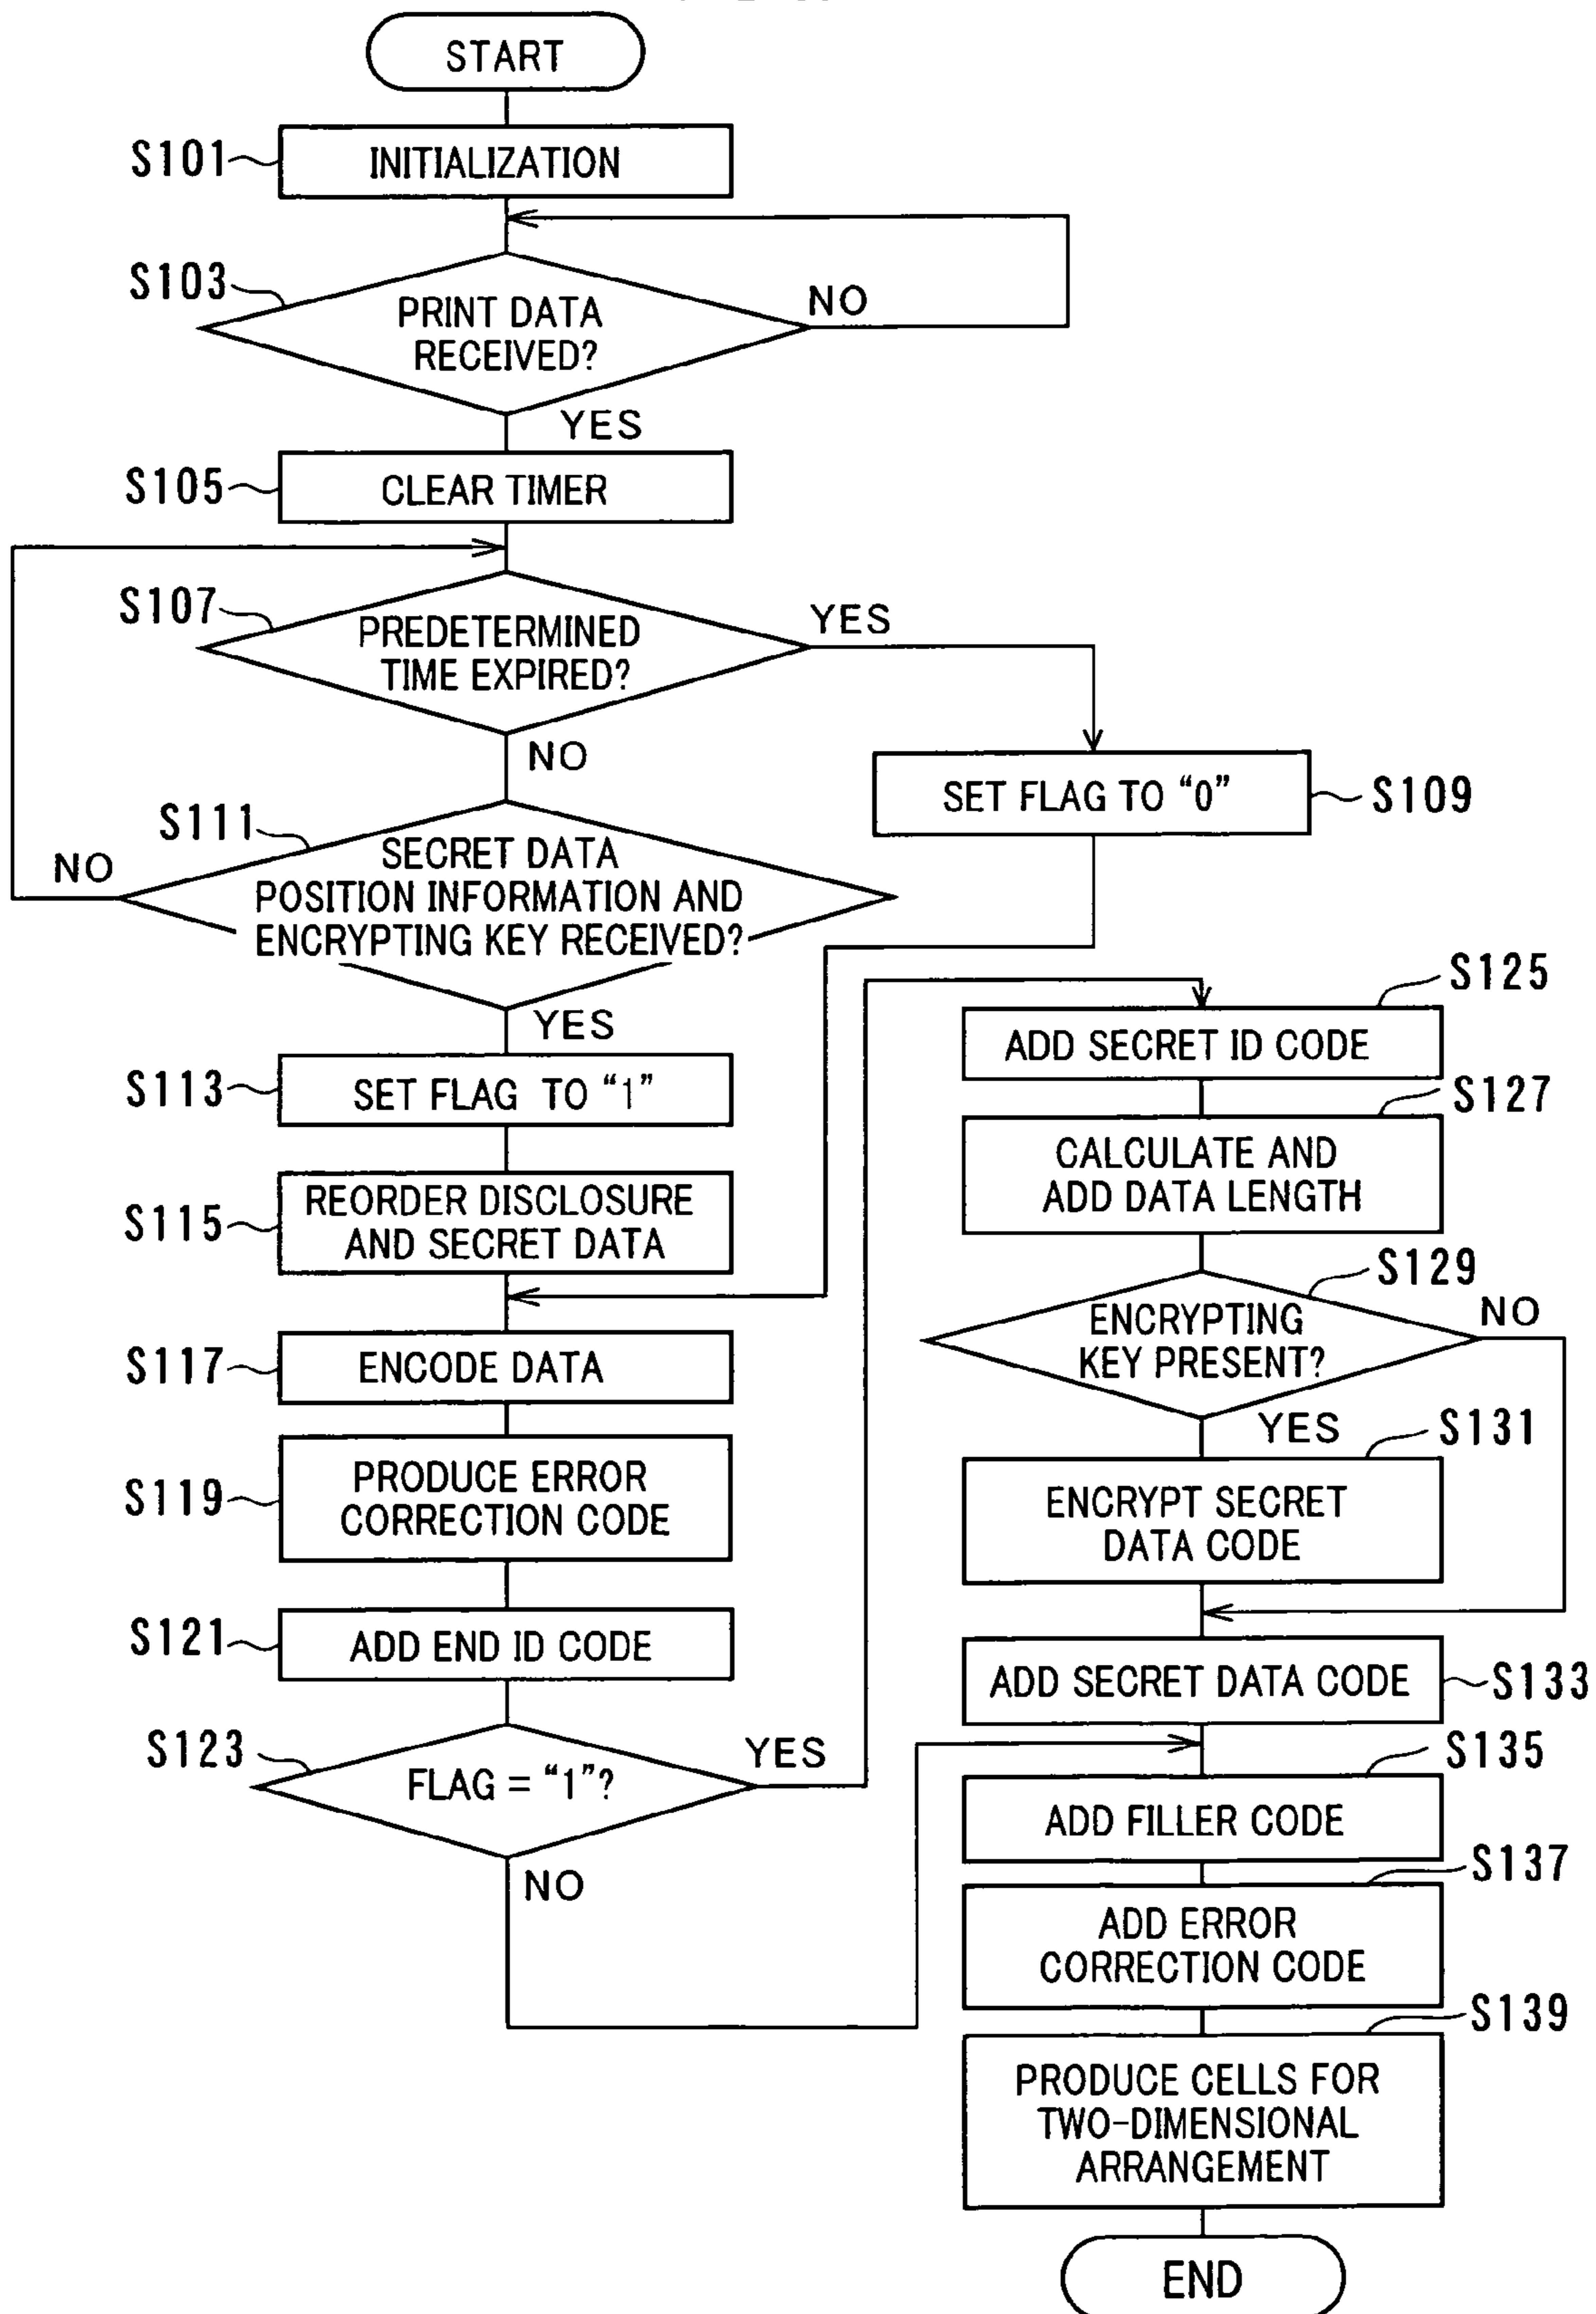 START
S101
INITIALIZATION
S103
PRINT DATA
RECEIVED?
NO
YES
S105
CLEAR TIMER
S107
PREDETERMINED
TIME EXPIRED?
YES
NO
SET FLAG TO “0”
S109
S111
NO
SECRET DATA
POSITION INFORMATION AND
ENCRYPTING KEY RECEIVED?
YES
S113
SET FLAG TO “1”
S115
REORDER DISCLOSURE
AND SECRET DATA
S117
ENCODE DATA
S119
PRODUCE ERROR
CORRECTION CODE
S121
ADD END ID CODE
S123
FLAG = “1”?
YES
NO
S125
ADD SECRET ID CODE
S127
CALCULATE AND
ADD DATA LENGTH
S129
ENCRYPTING
KEY PRESENT?
NO
YES
S131
ENCRYPT SECRET
DATA CODE
ADD SECRET DATA CODE
S133
S135
ADD FILLER CODE
S137
ADD ERROR
CORRECTION CODE
S139
PRODUCE CELLS FOR
TWO-DIMENSIONAL
ARRANGEMENT
END